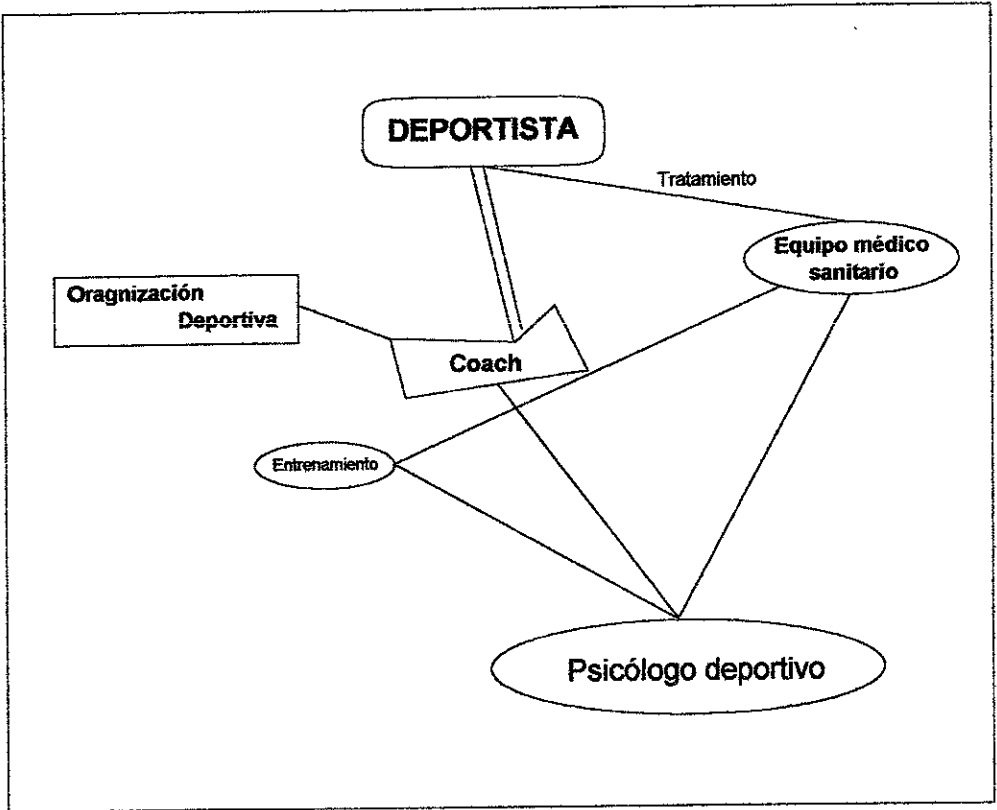 DEPORTISTA
Tratamiento
Equipo médico
sanitario
Oragnización
Deportiva
Coach
Entrenamiento
Psicólogo deportivo